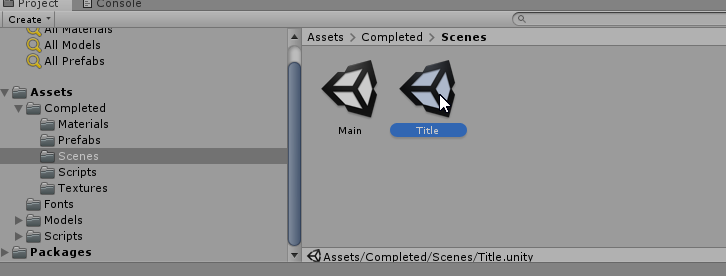 Project
Console
Create
All Materials
All Models
All Prefabs
Assets
Completed
Materials
Prefabs
Scenes
Scripts
Textures
Fonts
Models
Scripts
Packages
Assets > Completed > Scenes
Main
Title
Assets/Completed/Scenes/Title.unity